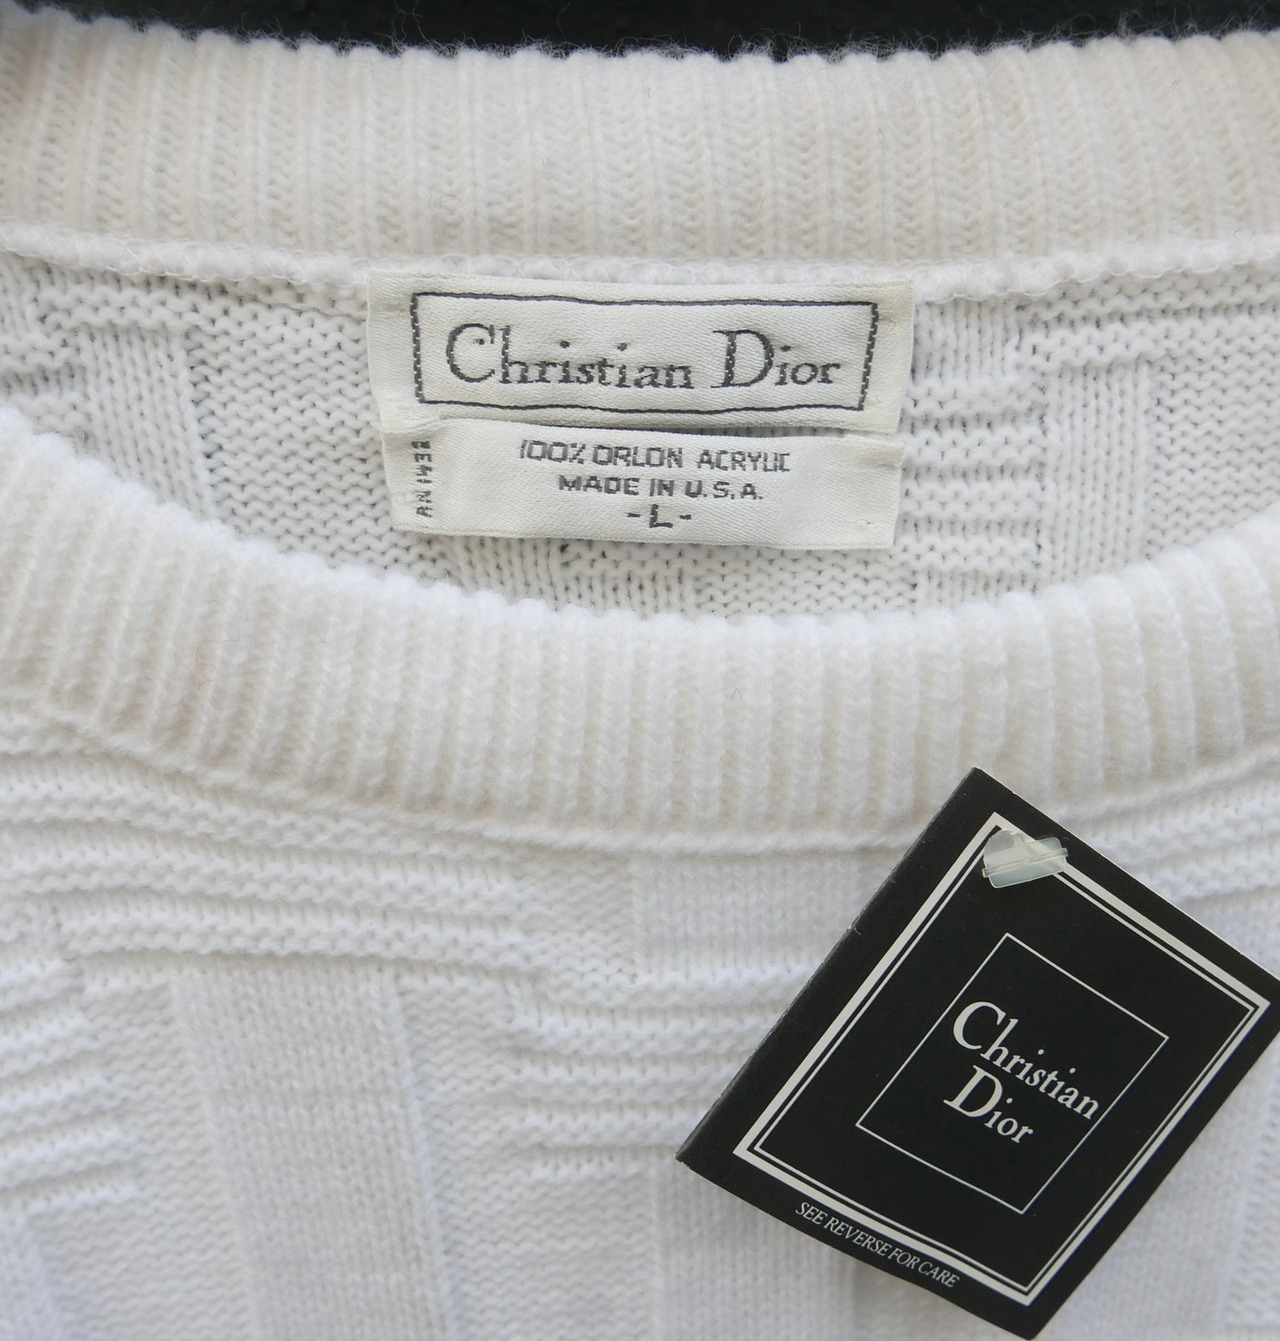 Christian Dior
100% ORLON ACRYLIC
MADE IN U.S.A.
-L-
Christian
Dior
SEE REVERSE FOR CARE